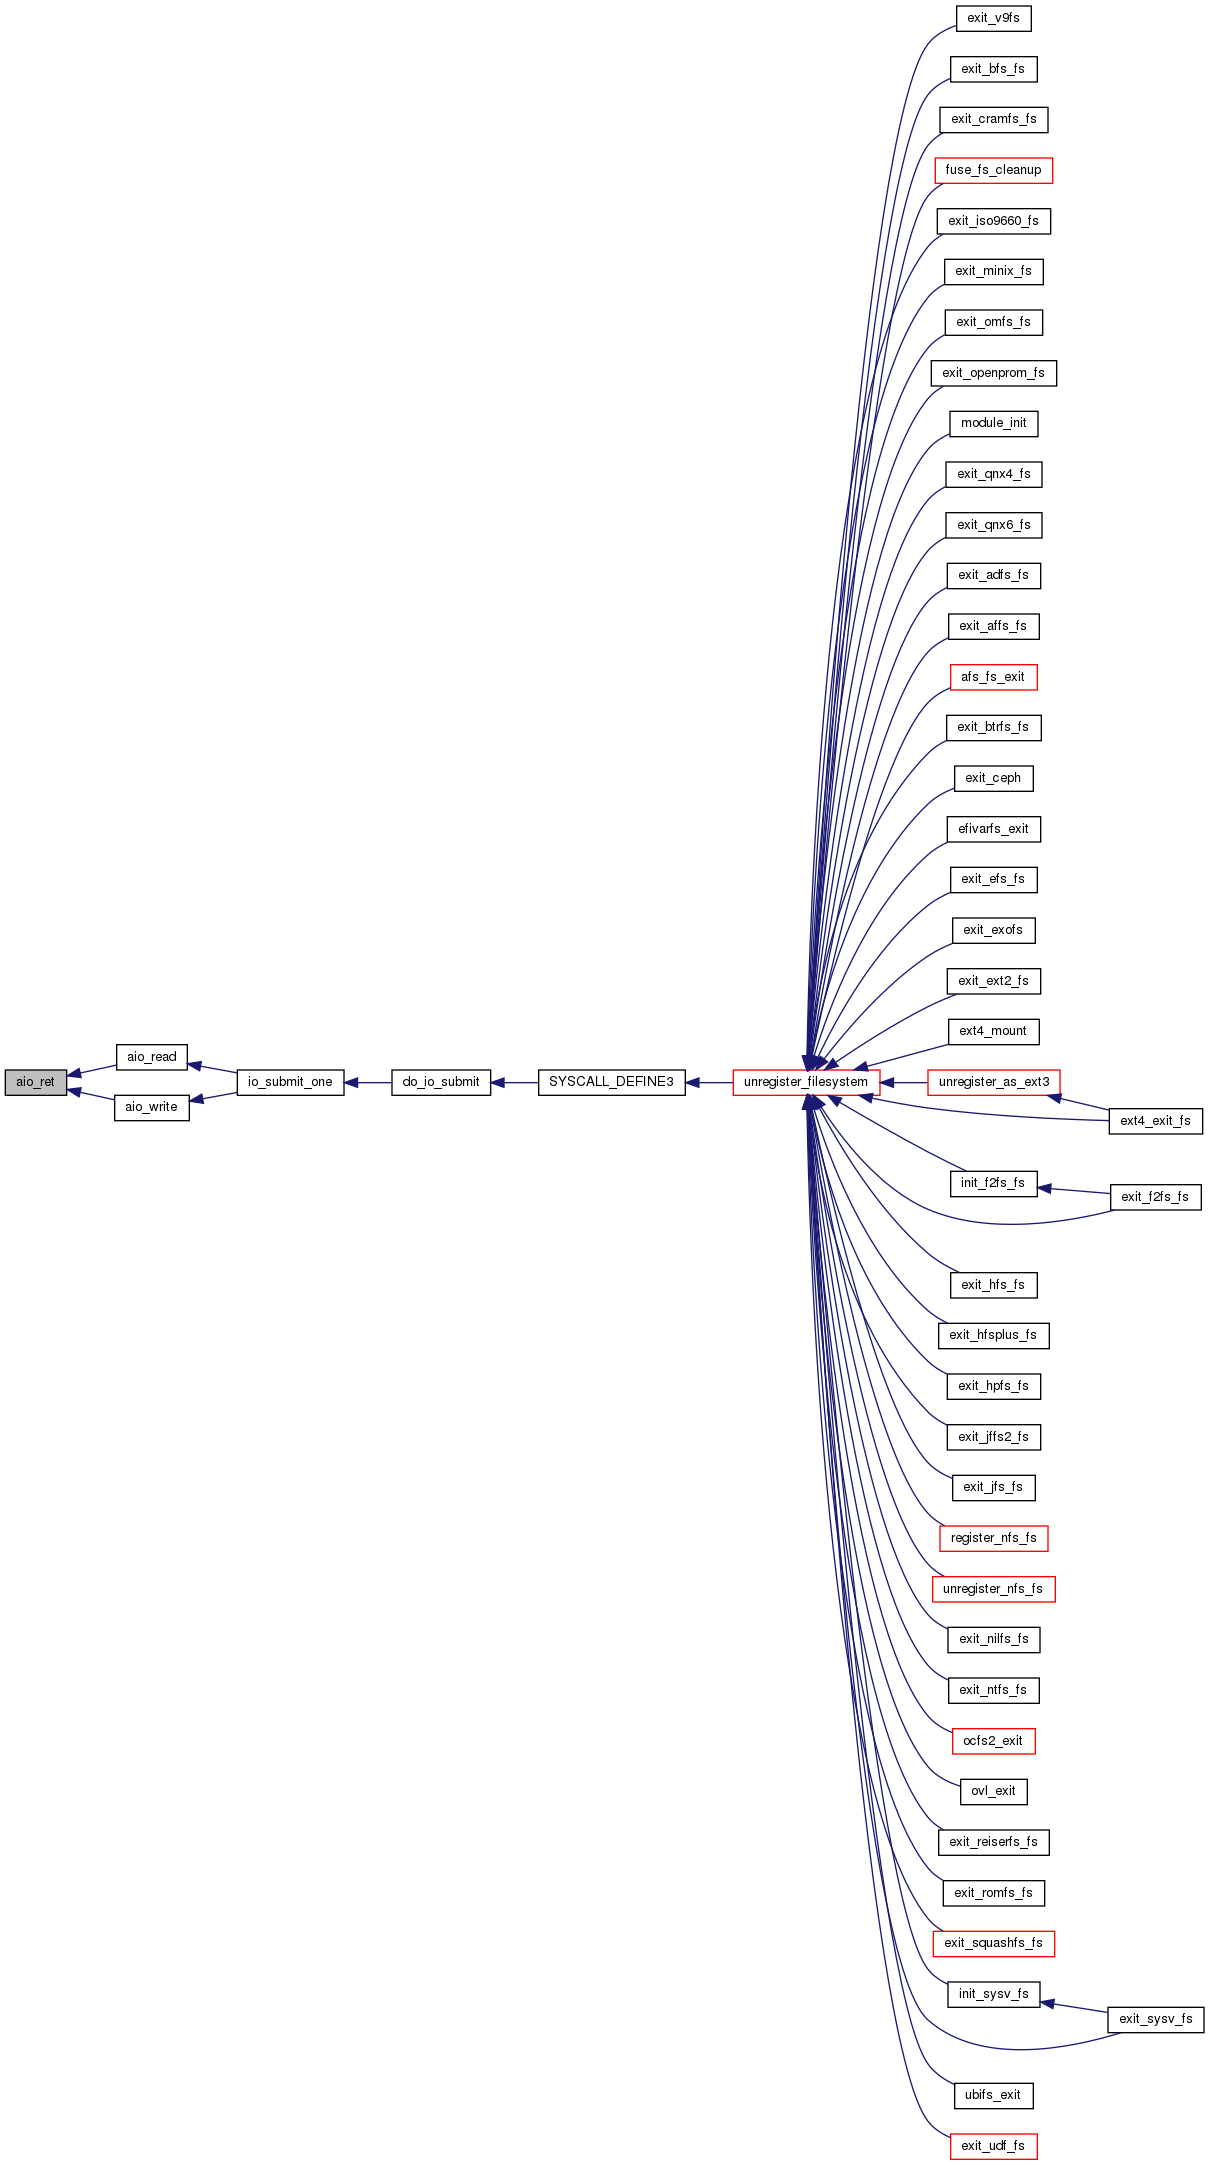 exit_v9fs
exit_bfs_fs
exit_cramfs_fs
fuse_fs_cleanup
exit_iso9660_fs
exit_minix_fs
exit_omfs_fs
exit_openprom_fs
module_init
exit_qnx4_fs
exit_qnx6_fs
exit_adfs_fs
exit_affs_fs
afs_fs_exit
exit_btrfs_fs
exit_ceph
efivarfs_exit
exit_efs_fs
exit_exofs
exit_ext2_fs
ext4_mount
aio_ret
aio_read
aio_write
io_submit_one
do_io_submit
SYSCALL_DEFINE3
unregister_filesystem
unregister_as_ext3
ext4_exit_fs
init_f2fs_fs
exit_f2fs_fs
exit_hfs_fs
exit_hfsplus_fs
exit_hpfs_fs
exit_jffs2_fs
exit_jfs_fs
register_nfs_fs
unregister_nfs_fs
exit_nilfs_fs
exit_ntfs_fs
ocfs2_exit
ovl_exit
exit_reiserfs_fs
exit_romfs_fs
exit_squashfs_fs
init_sysv_fs
exit_sysv_fs
ubifs_exit
exit_udf_fs